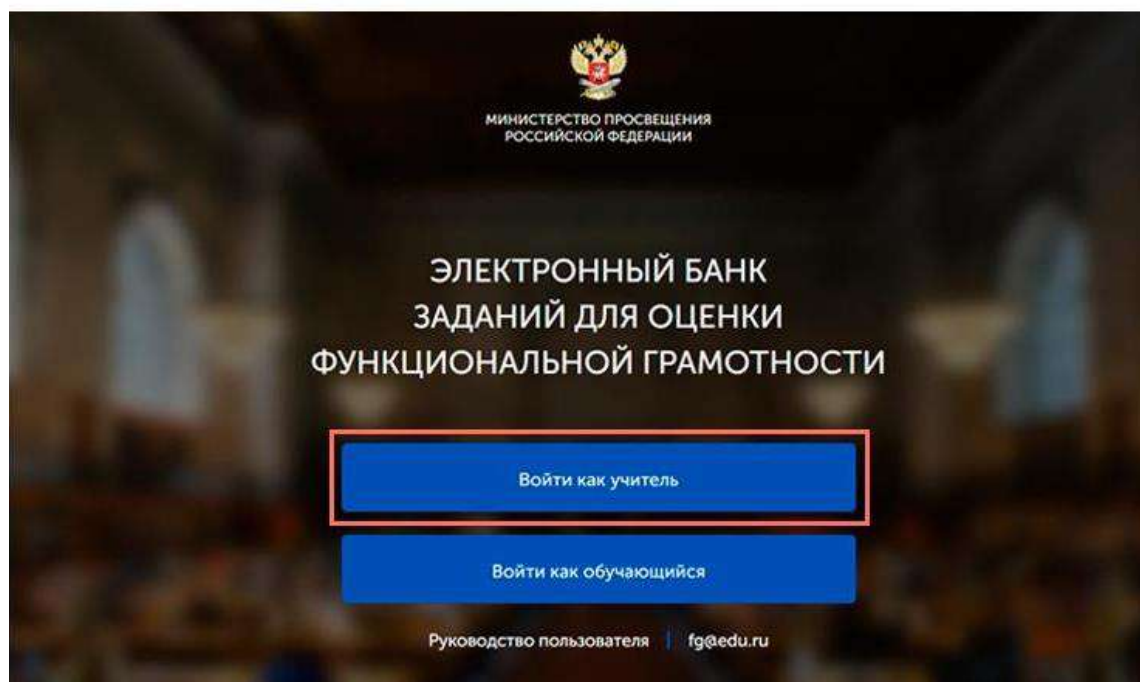 МИНИСТЕРСТВО ПРОСВЕЩЕНИЯ
РОССИЙСКОЙ ФЕДЕРАЦИИ
ЭЛЕКТРОННЫЙ БАНК
ЗАДАНИЙ ДЛЯ ОЦЕНКИ
ФУНКЦИОНАЛЬНОЙ ГРАМОТНОСТИ
Войти как учитель
Войти как обучающийся
Руководство пользователя | fg@edu.ru